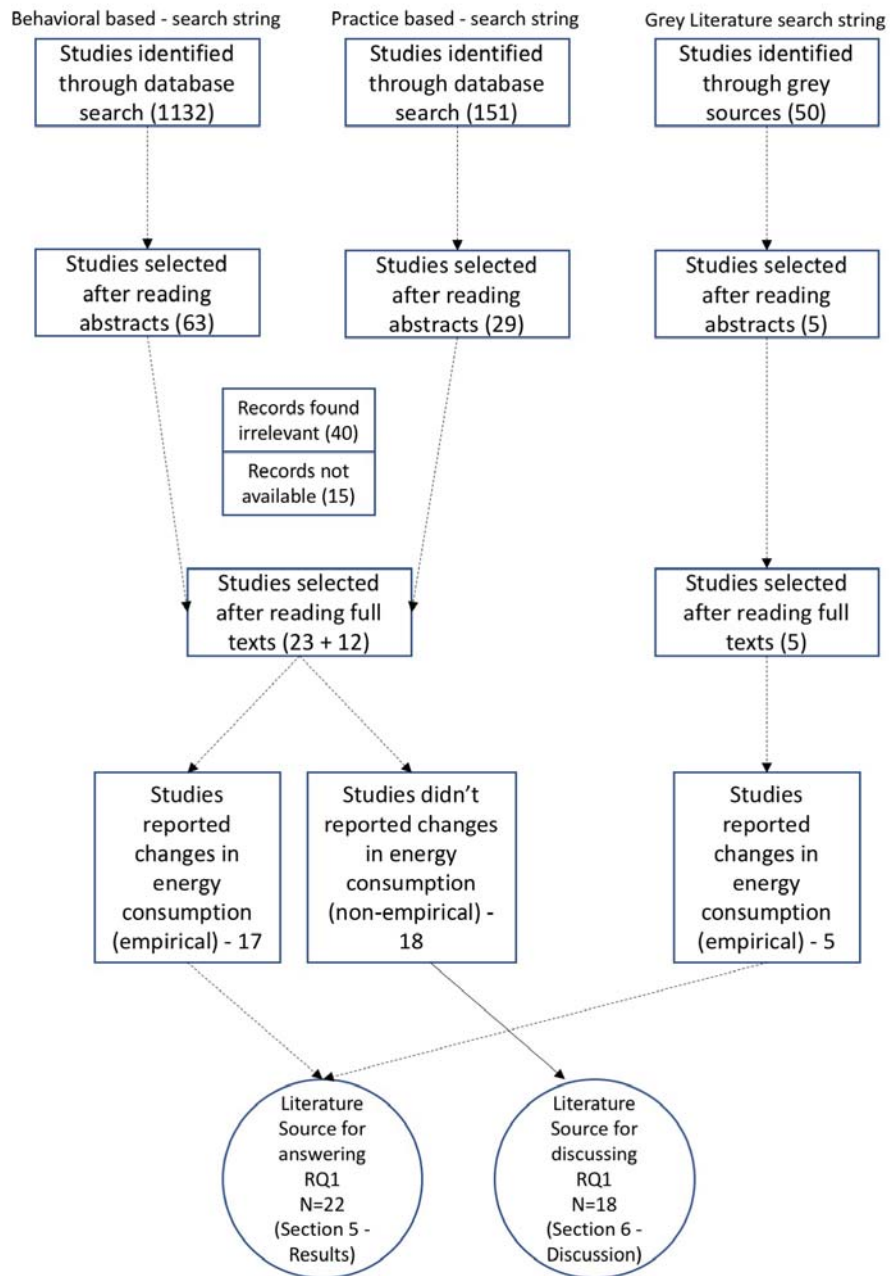 Behavioral based - search string
Practice based - search string
Grey Literature search string
Studies identified
through database
search (1132)
Studies identified
through database
search (151)
Studies identified
through grey
sources (50)
Studies selected
after reading
abstracts (63)
Studies selected
after reading
abstracts (29)
Studies selected
after reading
abstracts (5)
Records found
irrelevant (40)
Records not
available (15)
Studies selected
after reading full
texts (23 + 12)
Studies selected
after reading full
texts (5)
Studies
reported
changes in
energy
consumption
(empirical) - 17
Studies didn't
reported changes
in energy
consumption
(non-empirical) -
18
Studies
reported
changes in
energy
consumption
(empirical) - 5
Literature
Source for
answering
RQ1
N=22
(Section 5 -
Results)
Literature
Source for
discussing
RQ1
N=18
(Section 6 -
Discussion)